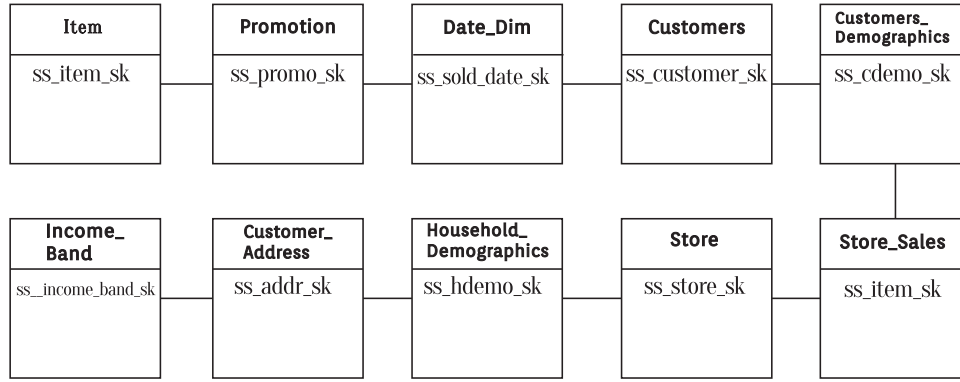 Item
ss_item_sk
Promotion
ss_promo_sk
Date_Dim
ss_sold_date_sk
Customers
ss_customer_sk
Customers_
Demographics
ss_cdemo_sk
Income_
Band
ss_income_band_sk
Customer_
Address
ss_addr_sk
Household_
Demographics
ss_hdemo_sk
Store
ss_store_sk
Store_Sales
ss_item_sk